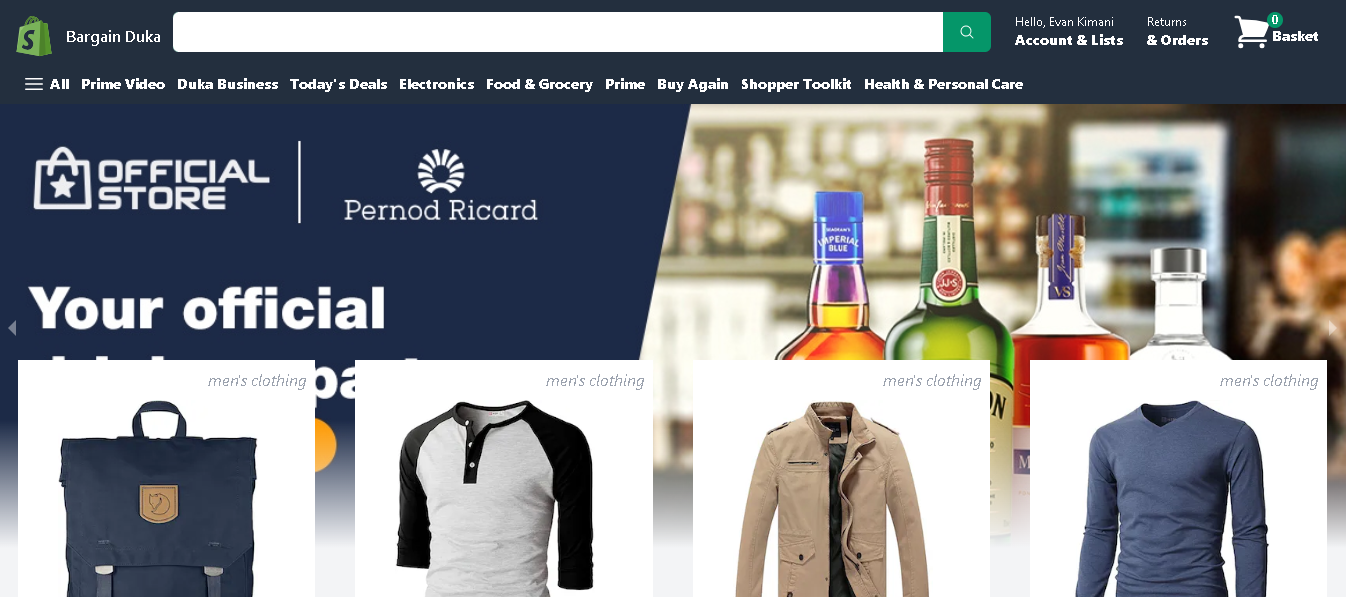 Bargain Duka
Hello, Evan Kimani
Account & Lists
Returns
& Orders
0
Basket
All Prime Video Duka Business Today's Deals Electronics Food & Grocery Prime Buy Again Shopper Toolkit Health & Personal Care
OFFICIAL
STORE
Pernod Ricard
Your official
SEAGRAM'S
IMPERIAL
BLUE
JJ&S
VS
men's clothing
men's clothing
men's clothing
men's clothing